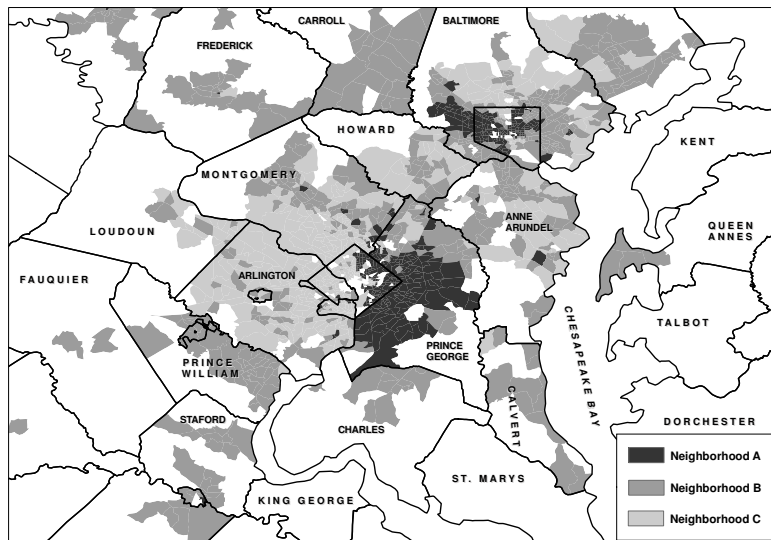 CARROLL
BALTIMORE
FREDERICK
HOWARD
KENT
MONTGOMERY
ANNE
ARUNDEL
QUEEN
ANNES
LOUDOUN
ARLINGTON
FAUQUIER
CHESAPEAKE BAY
TALBOT
PRINCE
GEORGE
PRINCE
WILLIAM
CALVERT
STAFORD
CHARLES
DORCHESTER
ST. MARYS
KING GEORGE
Neighborhood A
Neighborhood B
Neighborhood C